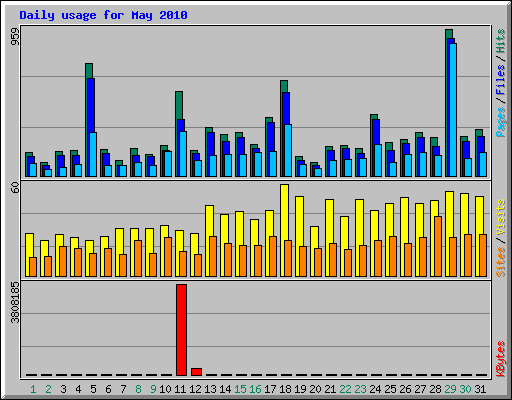 Daily usage for May 2010
959
Pages / Files / Hits
60
Sites / Visits
3808185
KBytes
1 2 3 4 5 6 7 8 9 10 11 12 13 14 15 16 17 18 19 20 21 22 23 24 25 26 27 28 29 30 31